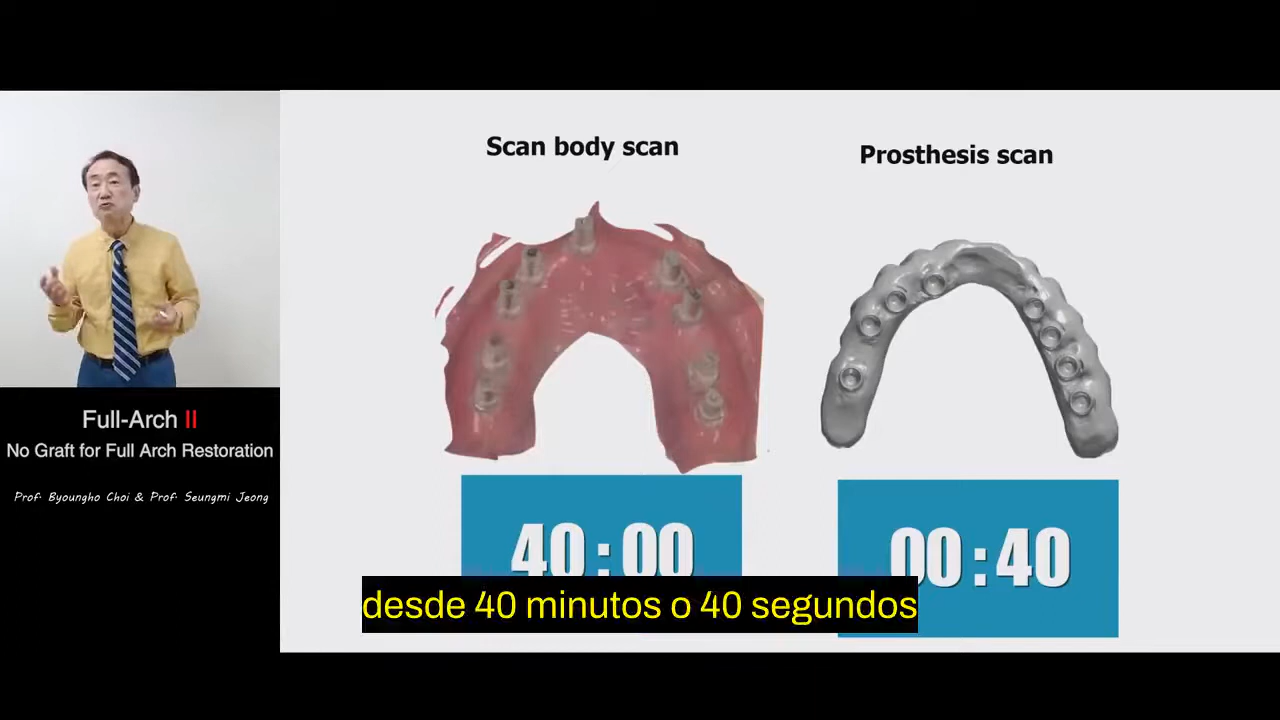 Scan body scan
Prosthesis scan
Full-Arch II
No Graft for Full Arch Restoration
Prof. Byoungho Choi & Prof. Seungmi Jeong
40:00
00:40
desde 40 minutos o 40 segundos